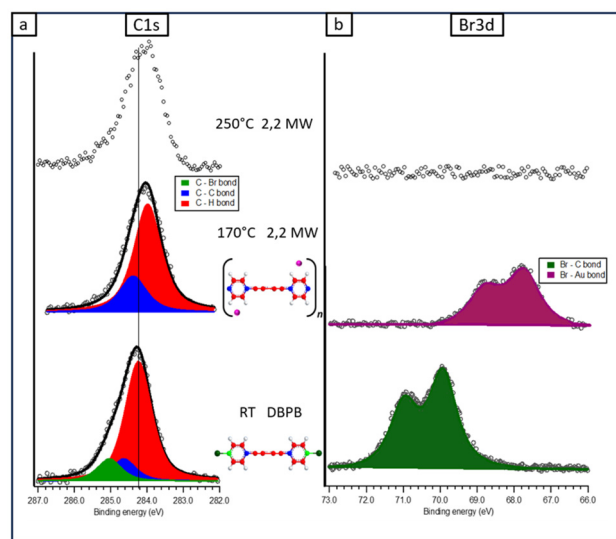 a
C1s
b
Br3d
250°C 2,2 MW
C - Br bond
C - C bond
C - H bond
170°C 2,2 MW
n
Br - C bond
Br - Au bond
RT DBPB
287.0 286.0 285.0 284.0 283.0 282.0
Binding energy (eV)
73.0 72.0 71.0 70.0 69.0 68.0 67.0 66.0
Binding energy (eV)